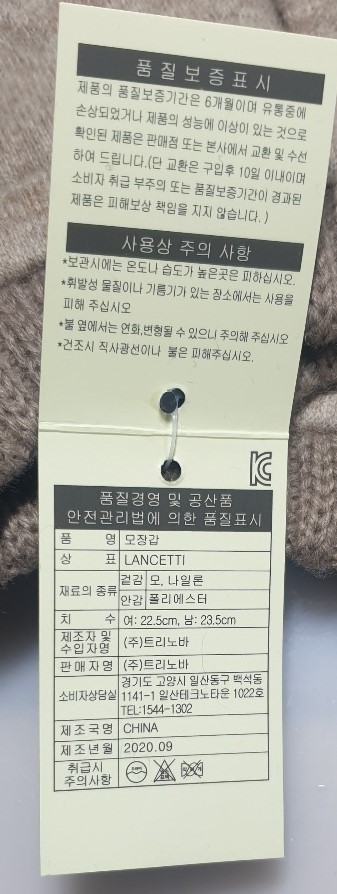 품질보증표시
제품의 품질보증기간은 6개월이며 유통중에
손상되었거나 제품의 성능에 이상이 있는 것으로
확인된 제품은 판매점 또는 본사에서 교환 및 수선
하여 드립니다.(단 교환은 구입후 10일 이내이며
소비자 취급 부주의 또는 품질보증기간이 경과된
제품은 피해보상 책임을 지지 않습니다.)
사용상 주의 사항
*보관시에는 온도나 습도가 높은곳은 피하십시오.
*휘발성 물질이나 기름기가 있는 장소에서는 사용을
피해 주십시오
*불 옆에서는 연화,변형될 수 있으니 주의해 주십시오
*건조시 직사광선이나 불은 피해주십시오.
품질경영 및 공산품
안전관리법에 의한 품질표시
품 명 모장갑
상 표 LANCETTI
재료의 종류 겉감 모, 나일론
안감 폴리에스터
치 수 여: 22.5cm, 남: 23.5cm
제조자 및
수입자명 (주)트리노바
판매자명 (주)트리노바
소비자상담실 경기도 고양시 일산동구 백석동
1141-1 일산테크노타운 1022호
TEL:1544-1302
제조국명 CHINA
제조년월 2020.09
취급시
주의사항